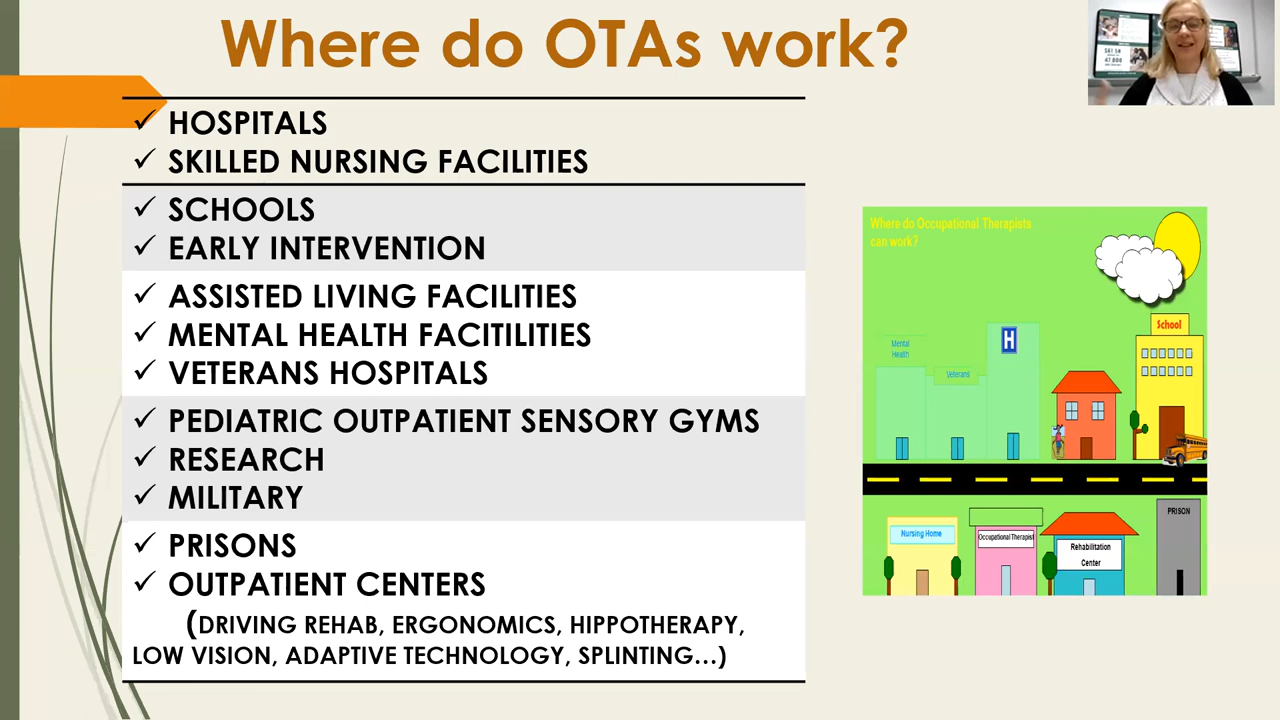 Where do OTAs work?
✓ HOSPITALS
✓ SKILLED NURSING FACILITIES
✓ SCHOOLS
✓ EARLY INTERVENTION
✓ ASSISTED LIVING FACILITIES
✓ MENTAL HEALTH FACITILITIES
✓ VETERANS HOSPITALS
✓ PEDIATRIC OUTPATIENT SENSORY GYMS
✓ RESEARCH
✓ MILITARY
✓ PRISONS
✓ OUTPATIENT CENTERS
(DRIVING REHAB, ERGONOMICS, HIPPOTHERAPY,
LOW VISION, ADAPTIVE TECHNOLOGY, SPLINTING...)
Where do Occupational Therapists
can work?
Mental
Health
Veterans
H
School
Nursing Home
Occupational Therapist
Rehabilitation
Center
PRISON